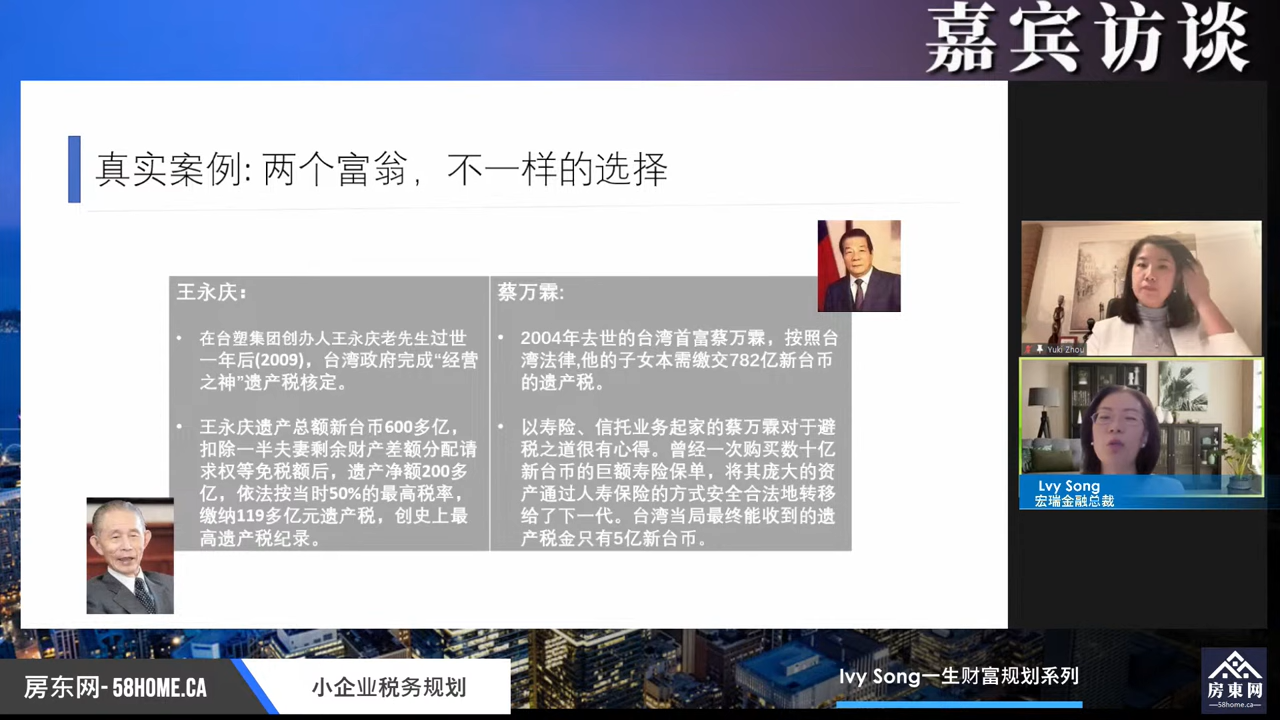 嘉宾访谈
真实案例: 两个富翁，不一样的选择
王永庆：
• 在台塑集团创办人王永庆老先生过世
一年后(2009)，台湾政府完成“经营
之神”遗产税核定。
• 王永庆遗产总额新台币600多亿，
扣除一半夫妻剩余财产差额分配请
求权等免税额后，遗产净额200多
亿，依法按当时50%的最高税率，
缴纳119多亿元遗产税，创史上最
高遗产税纪录。
蔡万霖:
• 2004年去世的台湾首富蔡万霖，按照台
湾法律,他的子女本需缴交782亿新台币
的遗产税。
• 以寿险、信托业务起家的蔡万霖对于避
税之道很有心得。曾经一次购买数十亿
新台币的巨额寿险保单，将其庞大的资
产通过人寿保险的方式安全合法地转移
给了下一代。台湾当局最终能收到的遗
产税金只有5亿新台币。
Yuki Zhou
Lvy Song
宏瑞金融总裁
房东网- 58HOME.CA
小企业税务规划
Ivy Song一生财富规划系列
房東网
—58home.ca—